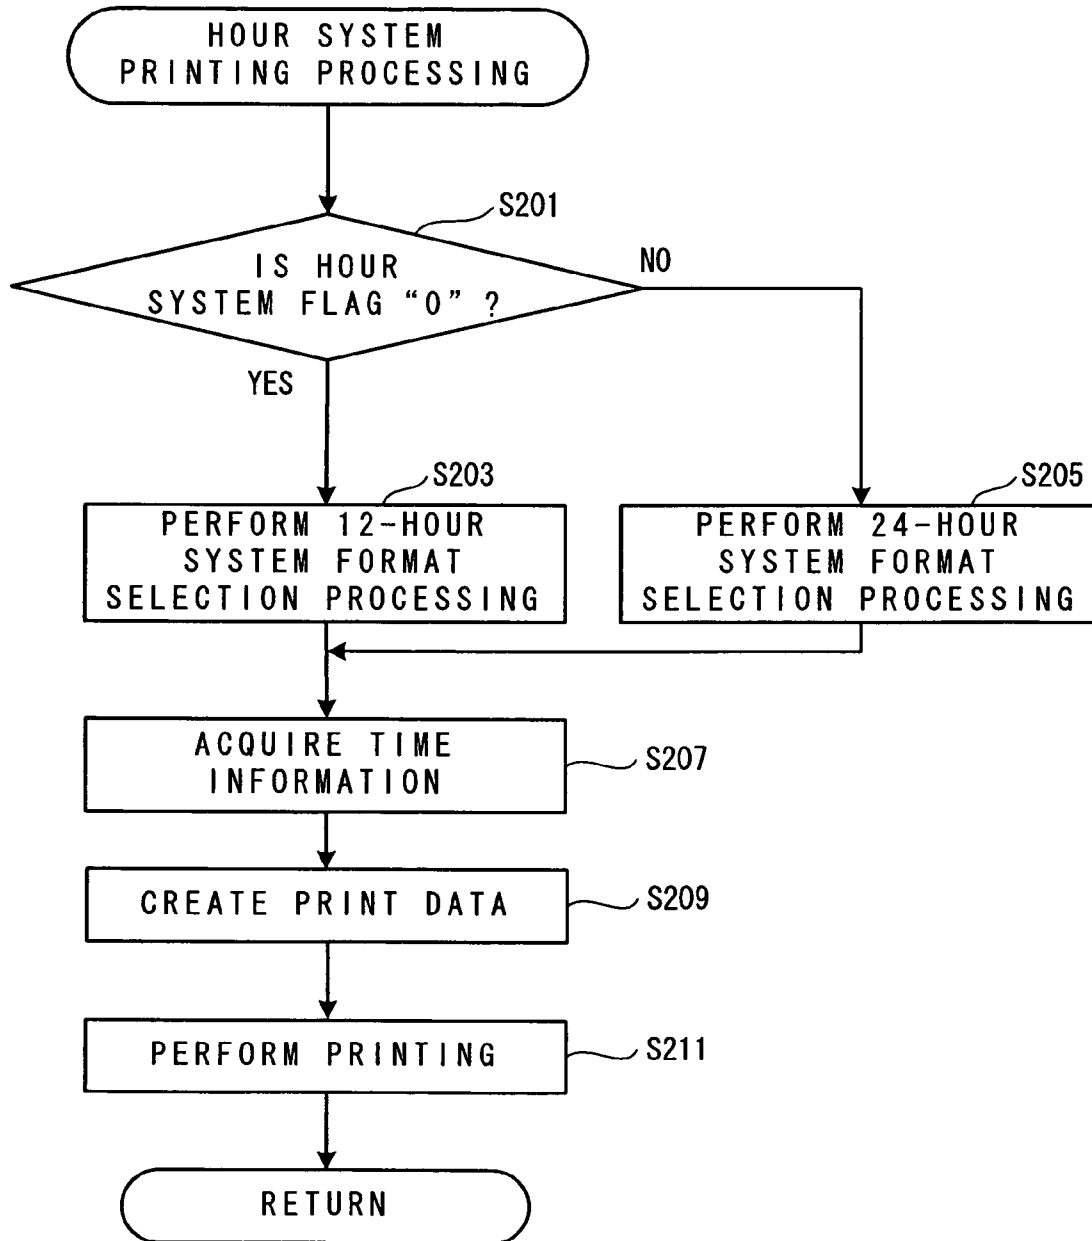 HOUR SYSTEM
PRINTING PROCESSING
S201
IS HOUR
SYSTEM FLAG “0” ?
NO
YES
S203
PERFORM 12-HOUR
SYSTEM FORMAT
SELECTION PROCESSING
S205
PERFORM 24-HOUR
SYSTEM FORMAT
SELECTION PROCESSING
ACQUIRE TIME
INFORMATION
S207
CREATE PRINT DATA
S209
PERFORM PRINTING
S211
RETURN